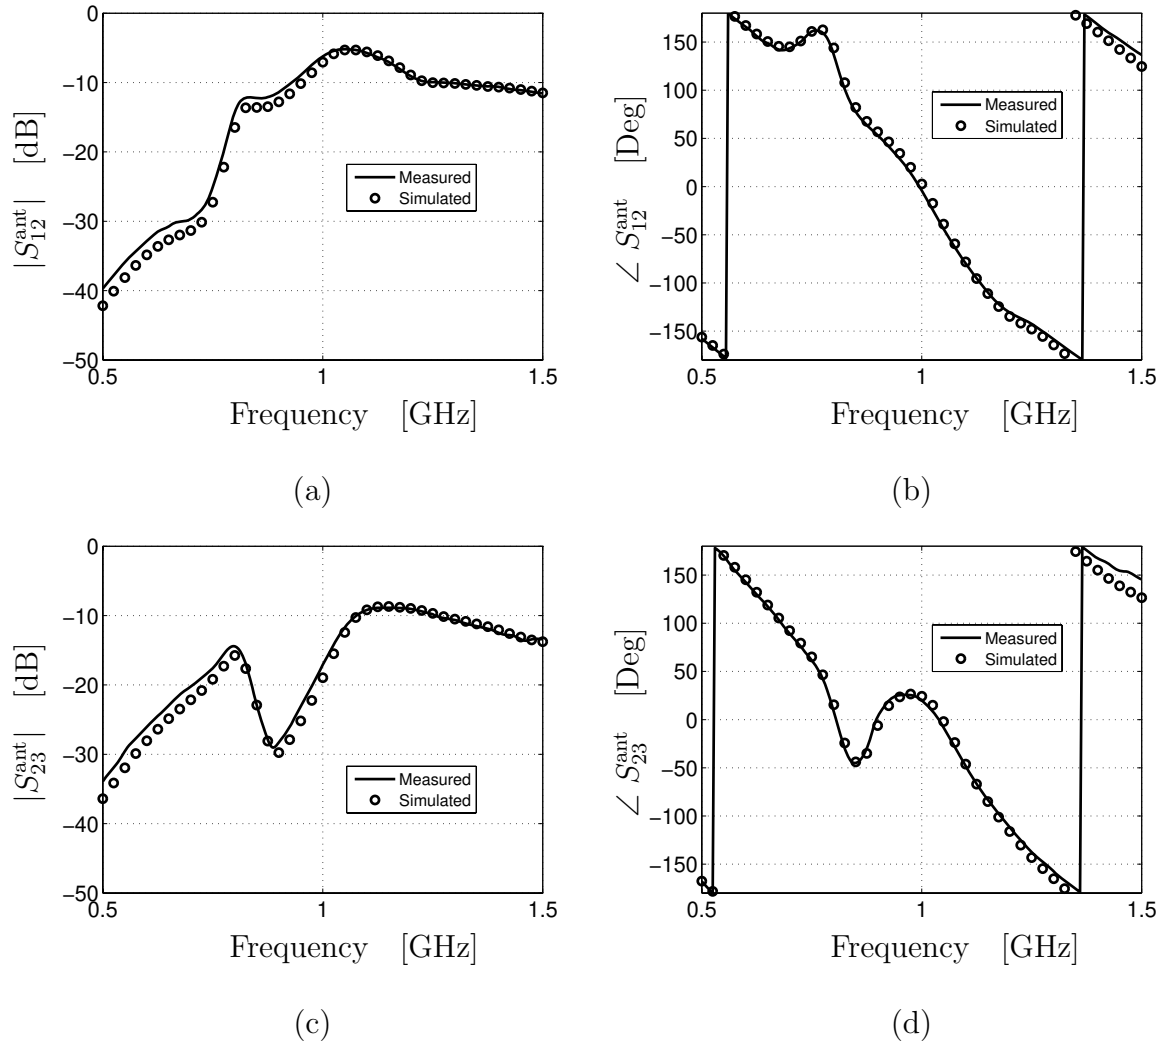 0
−10
−20
−30
−40
−50
0.5
1
1.5
|S₁₂ᵃⁿᵗ| [dB]
Frequency [GHz]
Measured
Simulated
(a)
150
100
50
0
−50
−100
−150
0.5
1
1.5
∠ S₁₂ᵃⁿᵗ [Deg]
Frequency [GHz]
Measured
Simulated
(b)
0
−10
−20
−30
−40
−50
0.5
1
1.5
|S₂₃ᵃⁿᵗ| [dB]
Frequency [GHz]
Measured
Simulated
(c)
150
100
50
0
−50
−100
−150
0.5
1
1.5
∠ S₂₃ᵃⁿᵗ [Deg]
Frequency [GHz]
Measured
Simulated
(d)